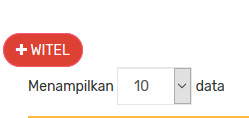 + WITEL
Menampilkan 10 data